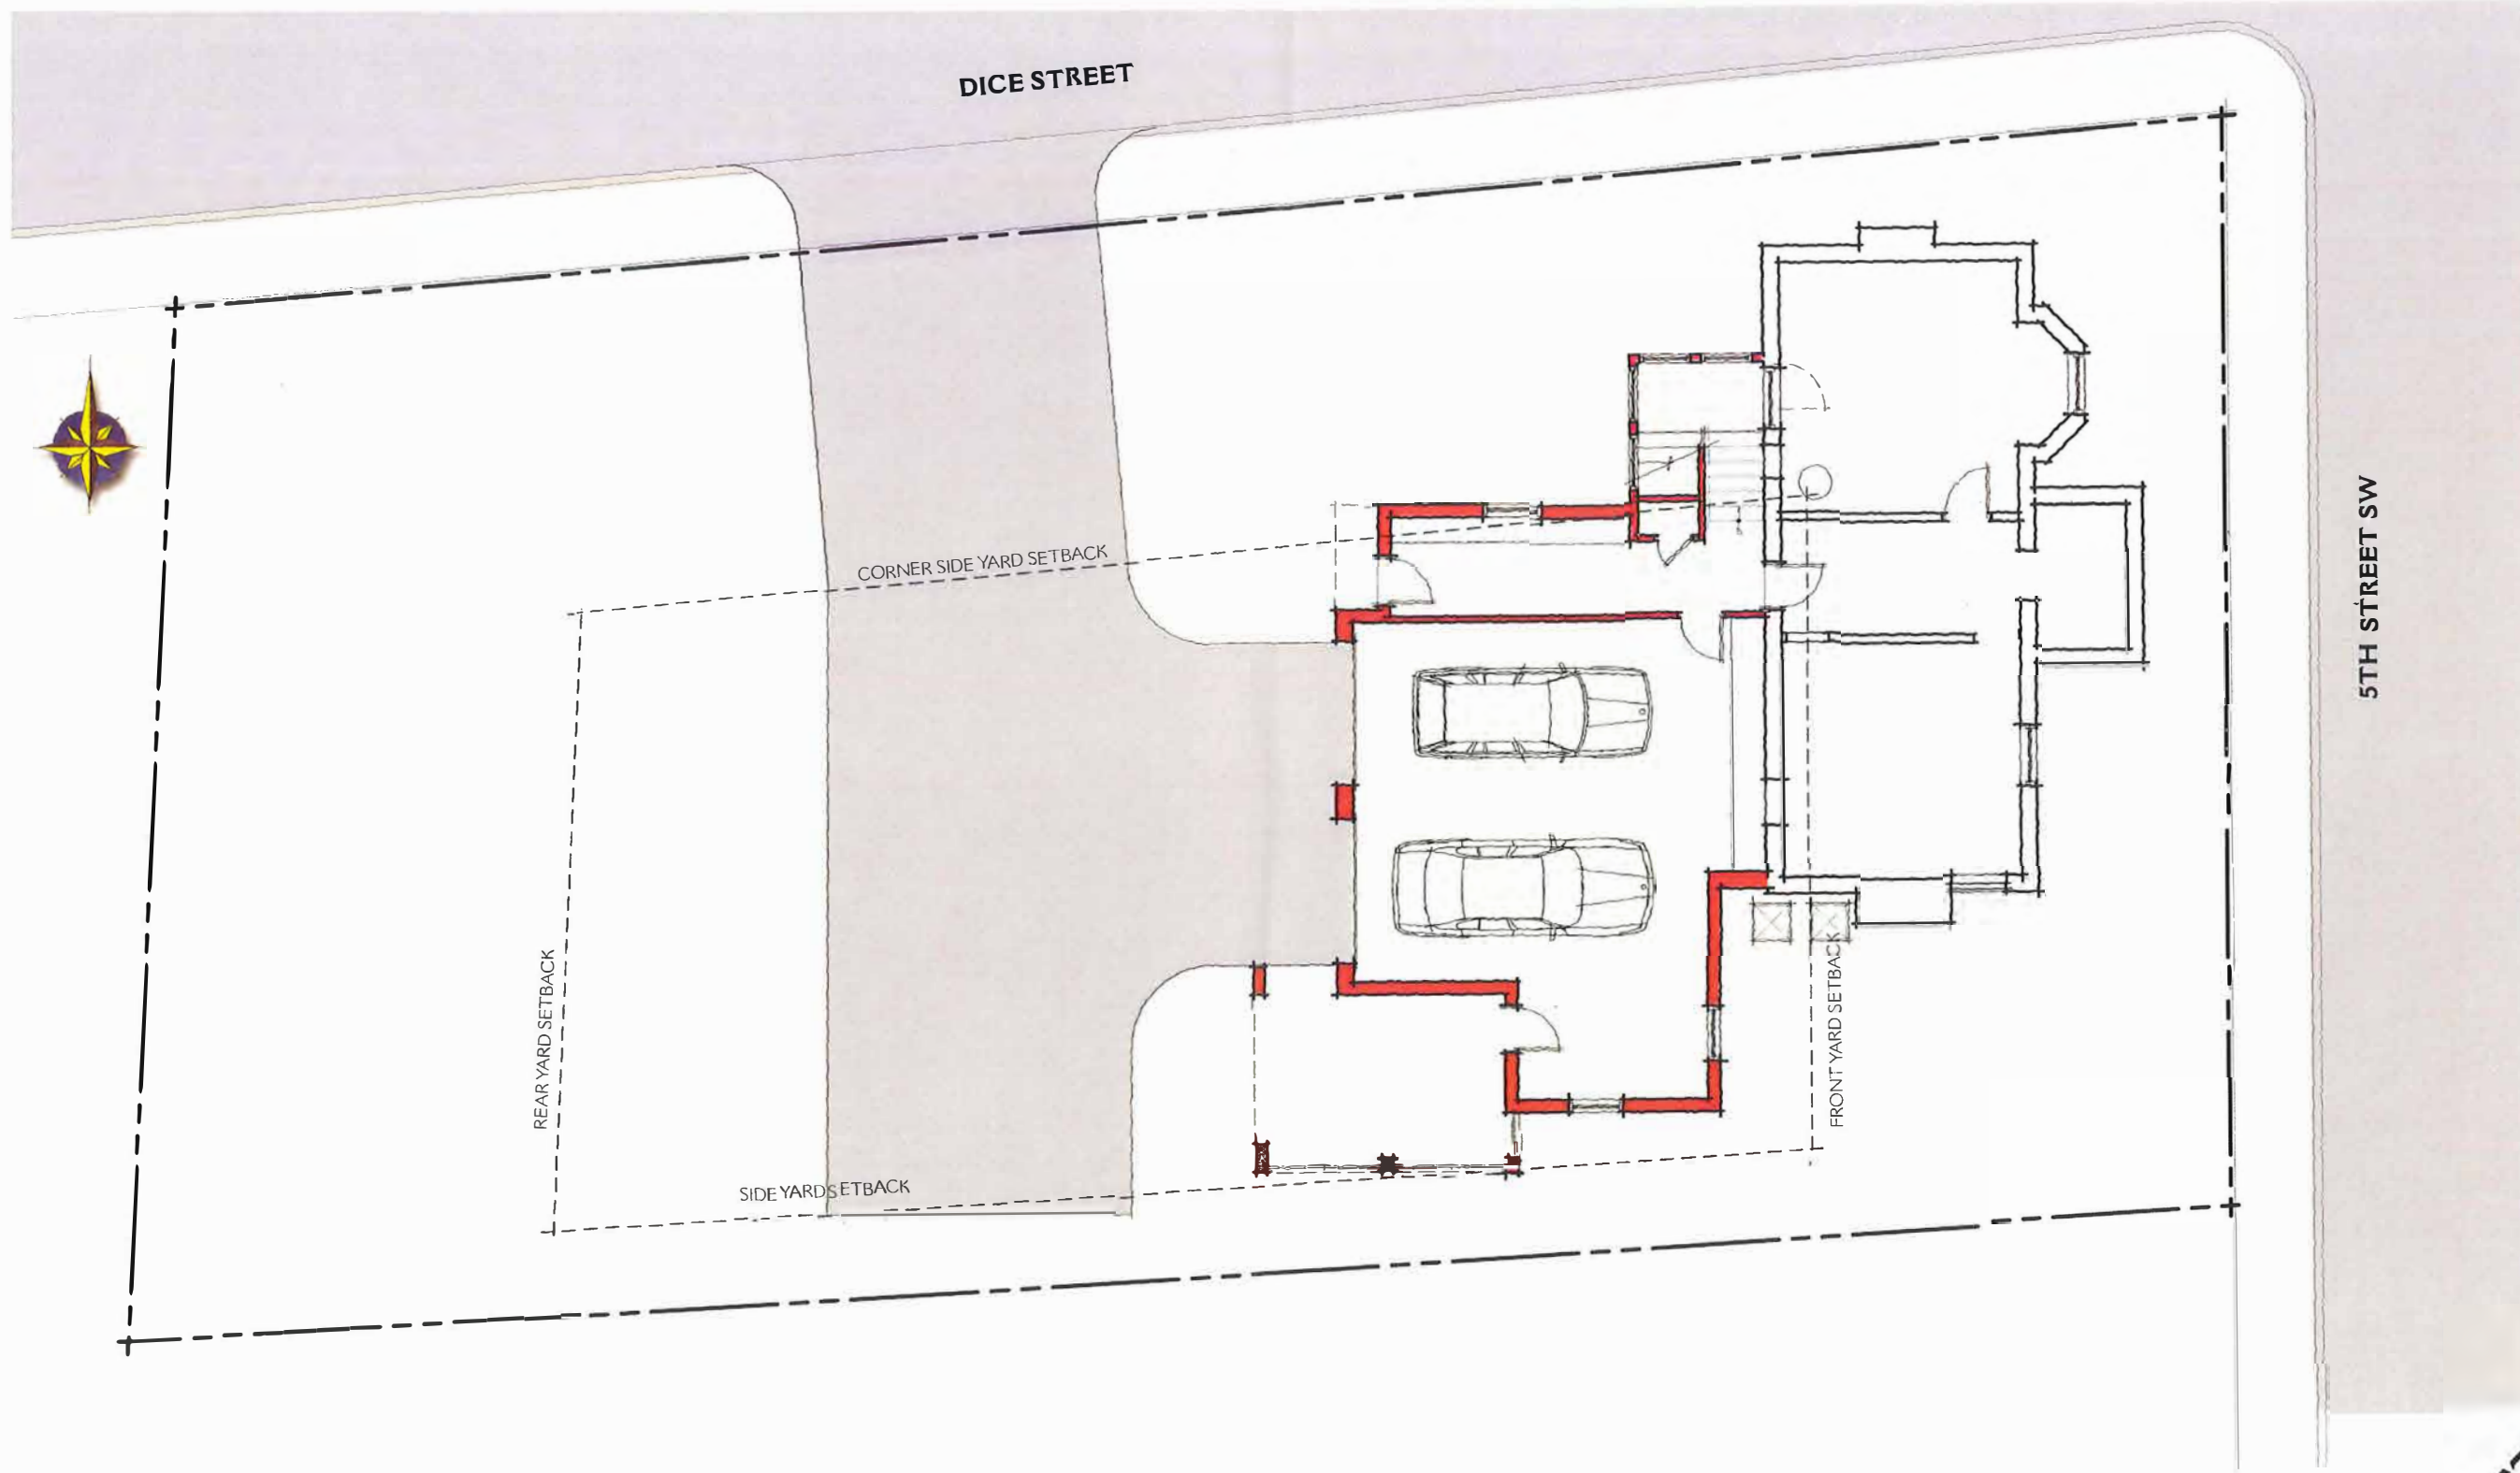 DICE STREET
5TH STREET SW
CORNER SIDE YARD SETBACK
REAR YARD SETBACK
FRONT YARD SETBACK
SIDE YARD SETBACK